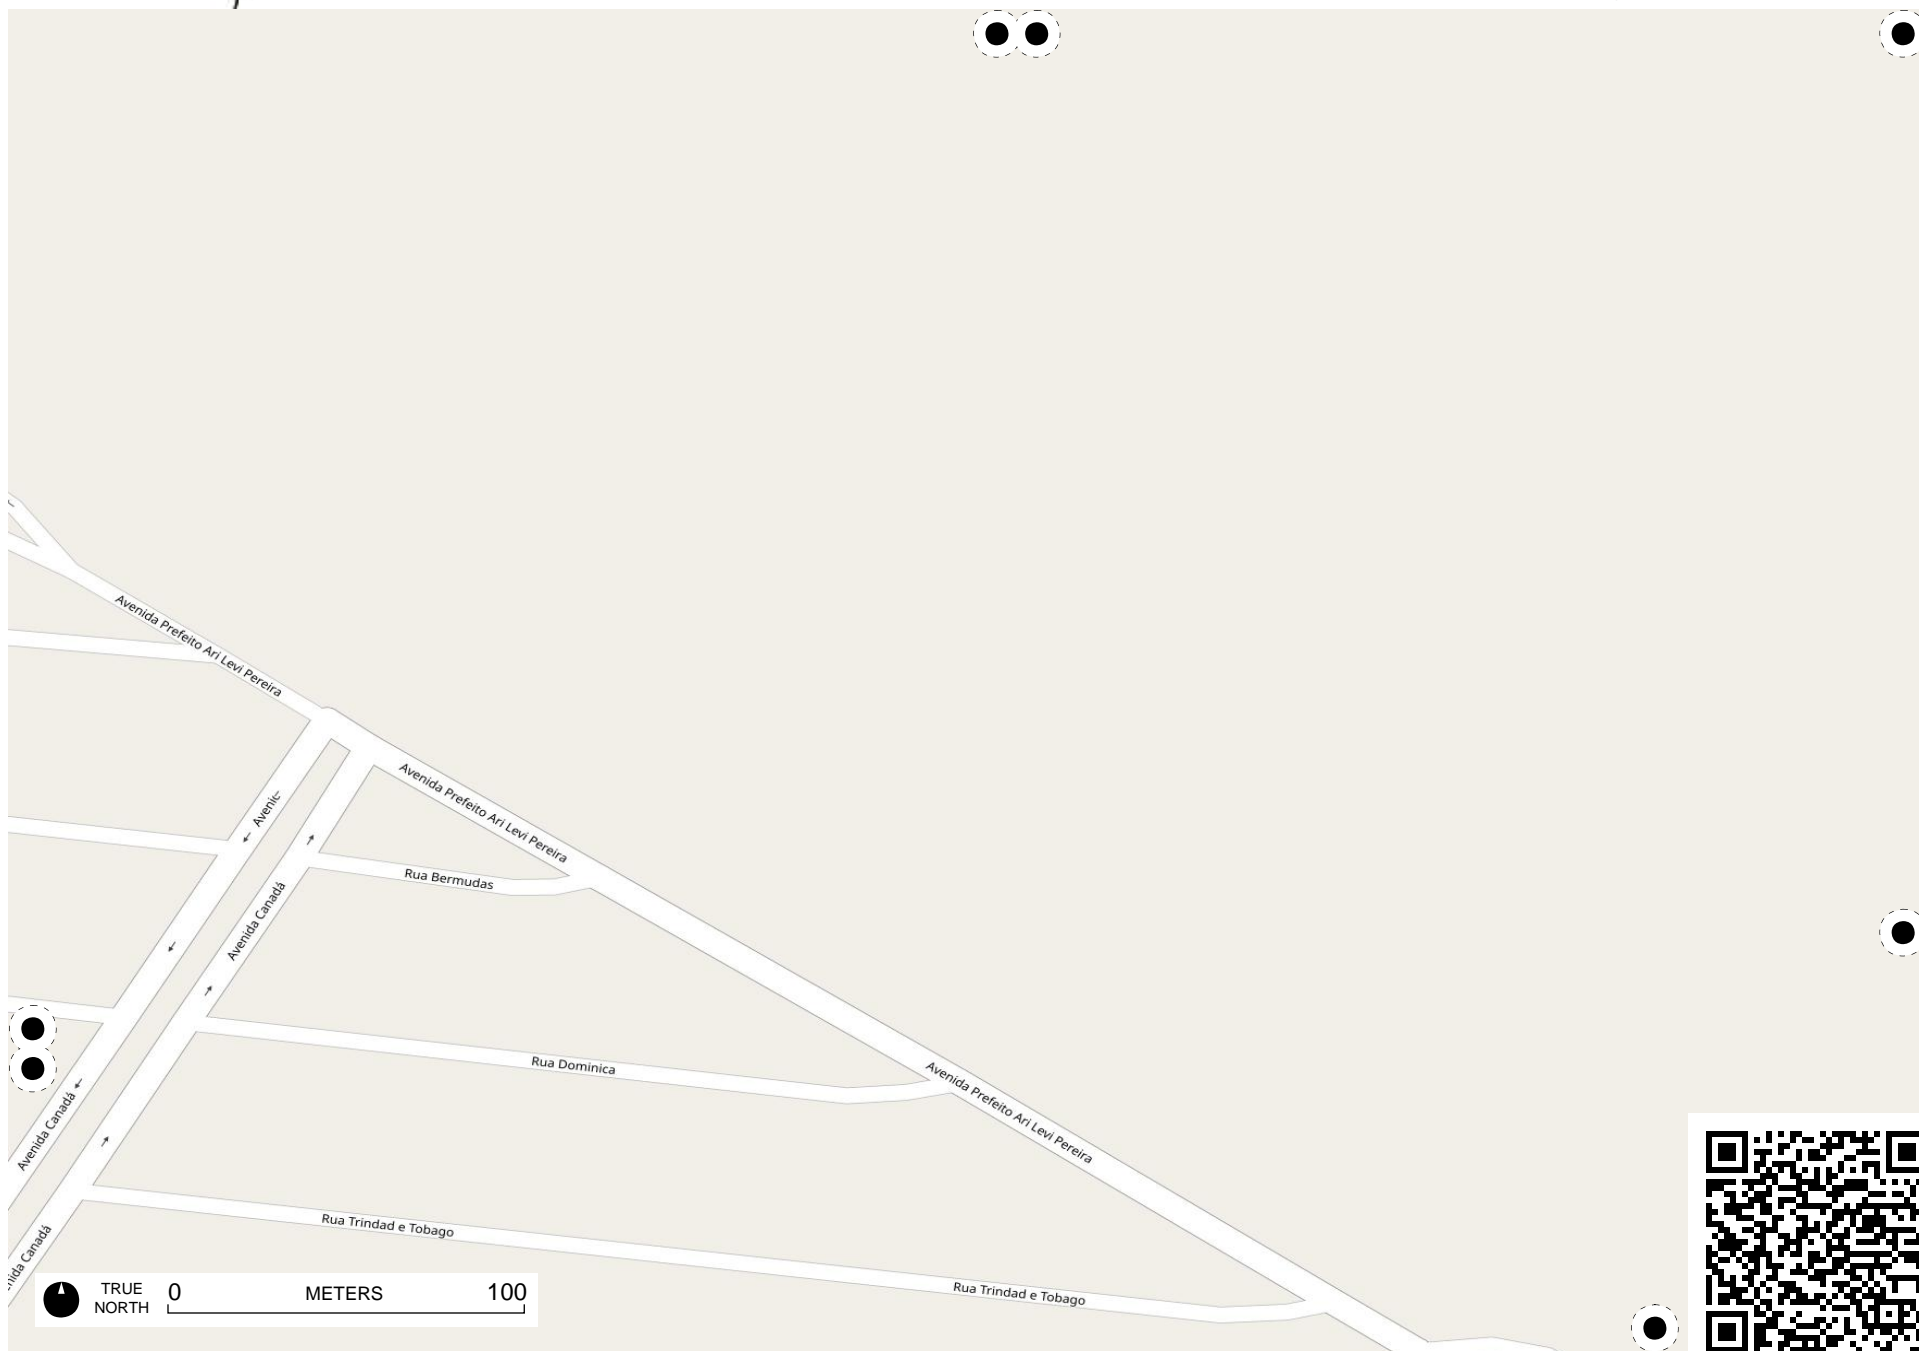 Avenida Prefeito Ari Levi Pereira
Avenida Prefeito Ari Levi Pereira
Rua Bermudas
Avenida Canadá
Rua Dominica
Avenida Prefeito Ari Levi Pereira
Avenida Canadá
Rua Trindad e Tobago
Canadá
Rua Trindad e Tobago
TRUE
NORTH
0 METERS 100